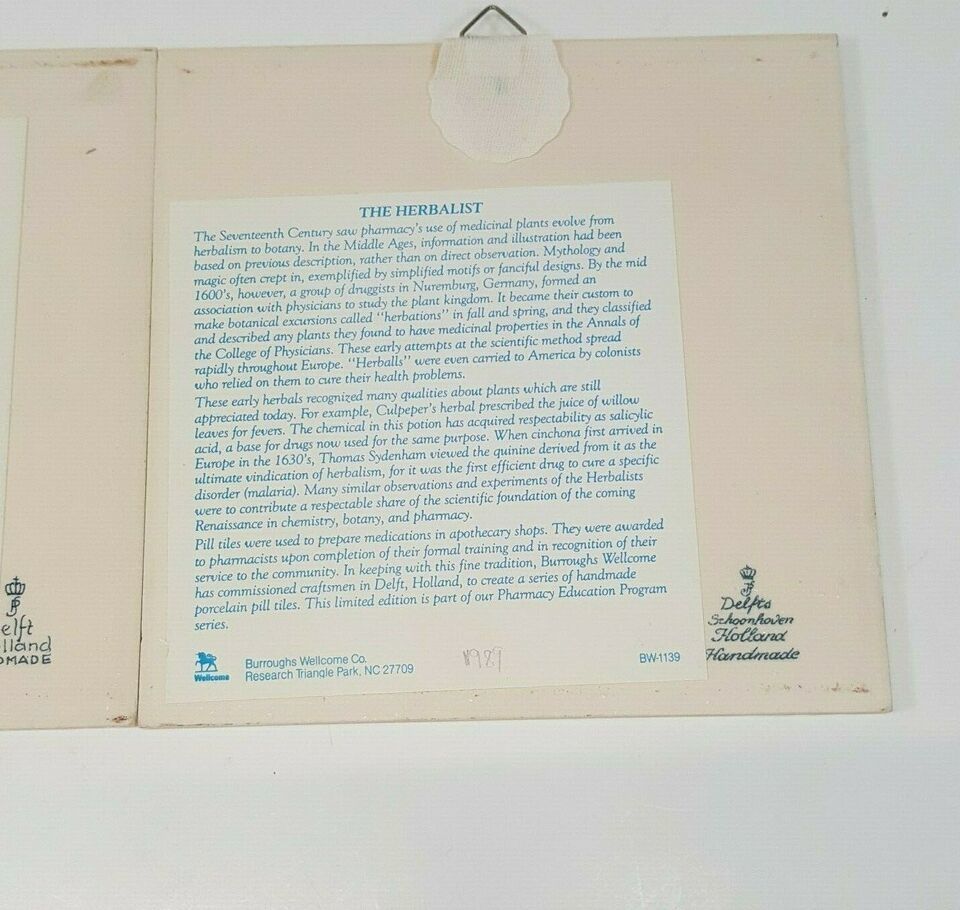 THE HERBALIST
The Seventeenth Century saw pharmacy's use of medicinal plants evolve from
herbalism to botany. In the Middle Ages, information and illustration had been
based on previous description, rather than on direct observation. Mythology and
magic often crept in, exemplified by simplified motifs or fanciful designs. By the mid
1600's, however, a group of druggists in Nuremburg, Germany, formed an
association with physicians to study the plant kingdom. It became their custom to
make botanical excursions called "herbations" in fall and spring, and they classified
and described any plants they found to have medicinal properties in the Annals of
the College of Physicians. These early attempts at the scientific method spread
rapidly throughout Europe. "Herballs" were even carried to America by colonists
who relied on them to cure their health problems.
These early herbals recognized many qualities about plants which are still
appreciated today. For example, Culpeper's herbal prescribed the juice of willow
leaves for fevers. The chemical in this potion has acquired respectability as salicylic
acid, a base for drugs now used for the same purpose. When cinchona first arrived in
Europe in the 1630's, Thomas Sydenham viewed the quinine derived from it as the
ultimate vindication of herbalism, for it was the first efficient drug to cure a specific
disorder (malaria). Many similar observations and experiments of the Herbalists
were to contribute a respectable share of the scientific foundation of the coming
Renaissance in chemistry, botany, and pharmacy.
Pill tiles were used to prepare medications in apothecary shops. They were awarded
to pharmacists upon completion of their formal training and in recognition of their
service to the community. In keeping with this fine tradition, Burroughs Wellcome
has commissioned craftsmen in Delft, Holland, to create a series of handmade
porcelain pill tiles. This limited edition is part of our Pharmacy Education Program
series.
Wellcome
Burroughs Wellcome Co.
Research Triangle Park, NC 27709
1989
BW-1139
Delfts
Schoonhoven
Holland
Handmade
elft
lland
DMADE